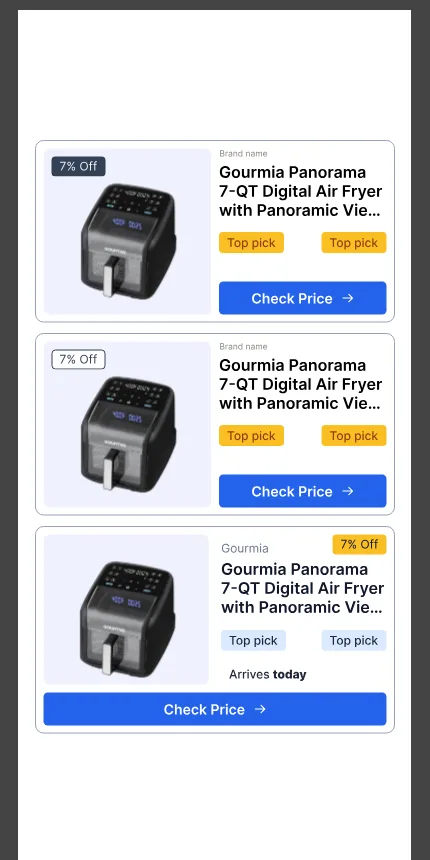 7% Off
Brand name
Gourmia Panorama
7-QT Digital Air Fryer
with Panoramic Vie...
Top pick
Top pick
Check Price →
7% Off
Brand name
Gourmia Panorama
7-QT Digital Air Fryer
with Panoramic Vie...
Top pick
Top pick
Check Price →
7% Off
Gourmia
Gourmia Panorama
7-QT Digital Air Fryer
with Panoramic Vie...
Top pick
Top pick
Arrives today
Check Price →